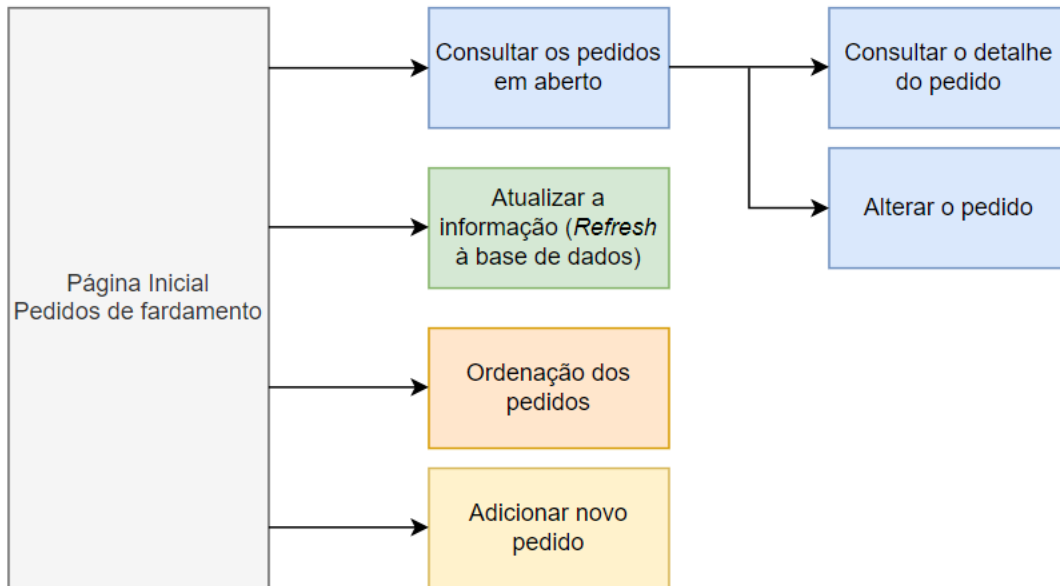 Página Inicial
Pedidos de fardamento
Consultar os pedidos
em aberto
Consultar o detalhe
do pedido
Alterar o pedido
Atualizar a
informação (Refresh
à base de dados)
Ordenação dos
pedidos
Adicionar novo
pedido